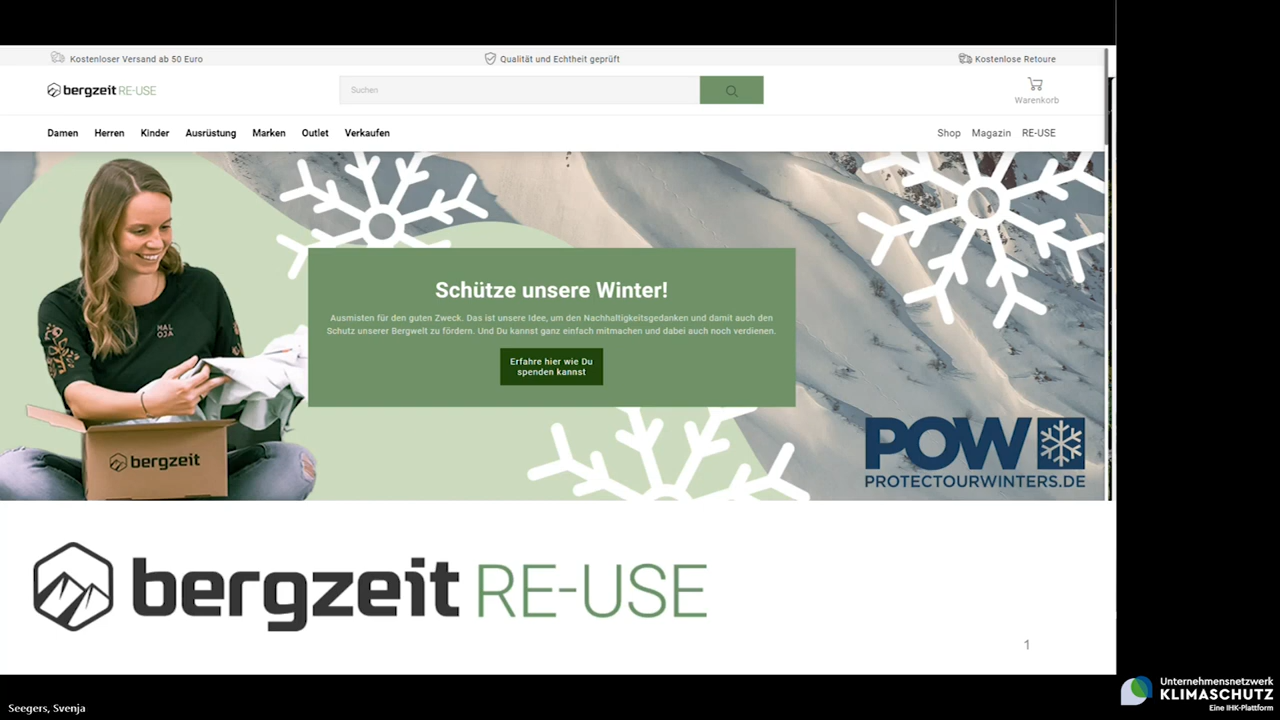 Kostenloser Versand ab 50 Euro
Qualität und Echtheit geprüft
Kostenlose Retoure
bergzeit RE-USE
Suchen
Warenkorb
Damen Herren Kinder Ausrüstung Marken Outlet Verkaufen
Shop Magazin RE-USE
Schütze unsere Winter!
Ausmisten für den guten Zweck. Das ist unsere Idee, um den Nachhaltigkeitsgedanken und damit auch den
Schutz unserer Bergwelt zu fördern. Und Du kannst ganz einfach mitmachen und dabei auch noch verdienen.
Erfahre hier wie Du
spenden kannst
HAL
OJA
bergzeit
POW
PROTECTOURWINTERS.DE
bergzeit RE-USE
1
Unternehmensnetzwerk
KLIMASCHUTZ
Eine IHK-Plattform
Seegers, Svenja